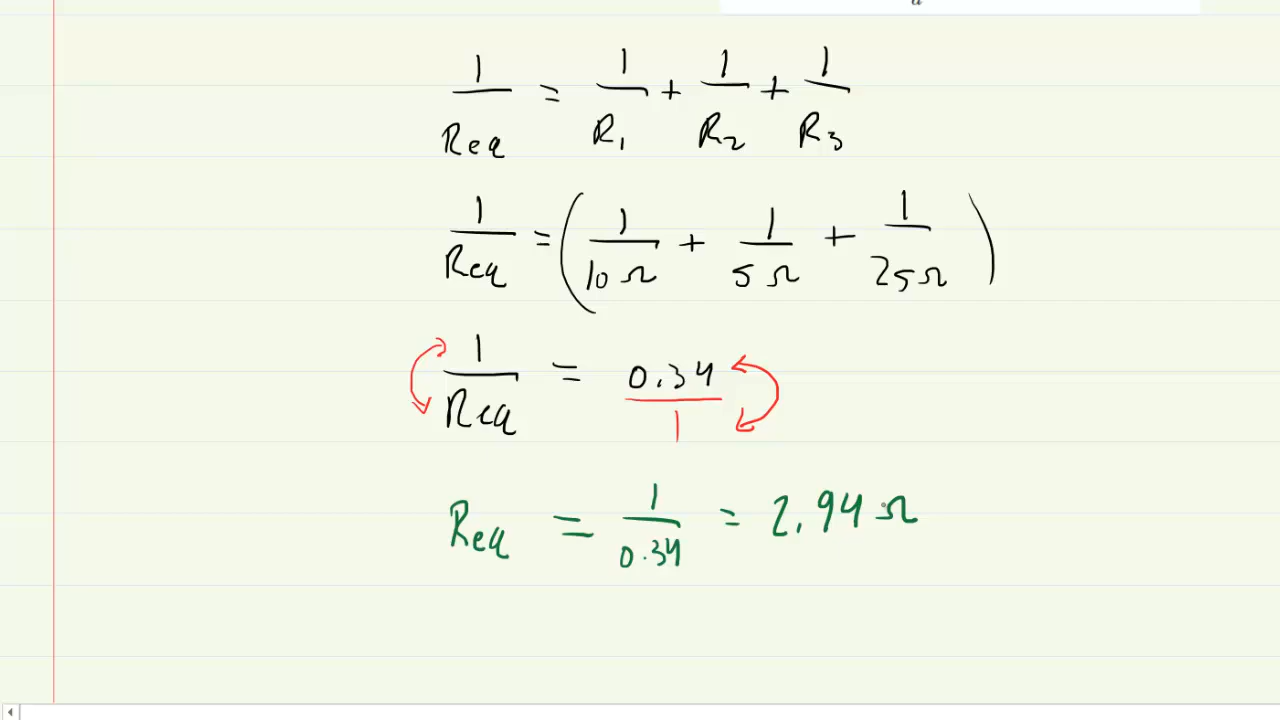 1/Req = 1/R1 + 1/R2 + 1/R3
1/Req = (1/10Ω + 1/5Ω + 1/25Ω)
1/Req = 0.34/1
Req = 1/0.34 = 2.94 Ω